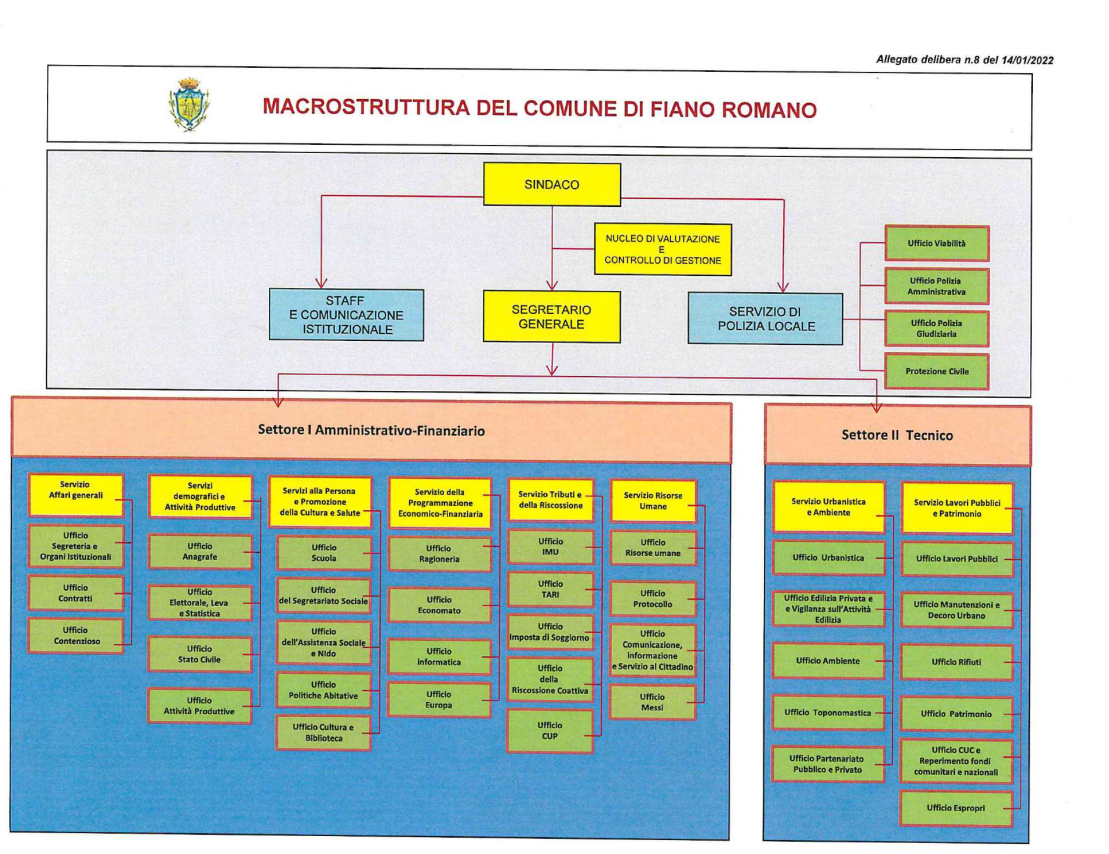 Allegato delibera n.8 del 14/01/2022
MACROSTRUTTURA DEL COMUNE DI FIANO ROMANO
SINDACO
NUCLEO DI VALUTAZIONE
E
CONTROLLO DI GESTIONE
STAFF
E COMUNICAZIONE
ISTITUZIONALE
SEGRETARIO
GENERALE
SERVIZIO DI
POLIZIA LOCALE
Ufficio Viabilità
Ufficio Polizia
Amministrativa
Ufficio Polizia
Giudiziaria
Protezione Civile
Settore I Amministrativo-Finanziario
Servizio
Affari generali
Ufficio
Segreteria e
Organi Istituzionali
Ufficio
Contratti
Ufficio
Contenzioso
Servizi
demografici e
Attività Produttive
Ufficio
Anagrafe
Ufficio
Elettorale, Leva
e Statistica
Ufficio
Stato Civile
Ufficio
Attività Produttive
Servizi alla Persona
e Promozione
della Cultura e Salute
Ufficio
Scuola
Ufficio
del Segretariato Sociale
Ufficio
dell'Assistenza Sociale
e Nido
Ufficio
Politiche Abitative
Ufficio Cultura e
Biblioteca
Servizio della
Programmazione
Economico-Finanziaria
Ufficio
Ragioneria
Ufficio
Economato
Ufficio
informatica
Ufficio
Europa
Servizio Tributi e
della Riscossione
Ufficio
IMU
Ufficio
TARI
Ufficio
Imposta di Soggiorno
Ufficio
della
Riscossione Coattiva
Ufficio
CUP
Servizio Risorse
Umane
Ufficio
Risorse umane
Ufficio
Protocollo
Ufficio
Comunicazione,
informazione
e Servizio al Cittadino
Ufficio
Messi
Settore II Tecnico
Servizio Urbanistica
e Ambiente
Ufficio Urbanistica
Ufficio Edilizia Privata e
e Vigilanza sull'Attività
Edilizia
Ufficio Ambiente
Ufficio Toponomastica
Ufficio Partenariato
Pubblico e Privato
Servizio Lavori Pubblici
e Patrimonio
Ufficio Lavori Pubblici
Ufficio Manutenzioni e
Decoro Urbano
Ufficio Rifiuti
Ufficio Patrimonio
Ufficio CUC e
Reperimento fondi
comunitari e nazionali
Ufficio Espropri